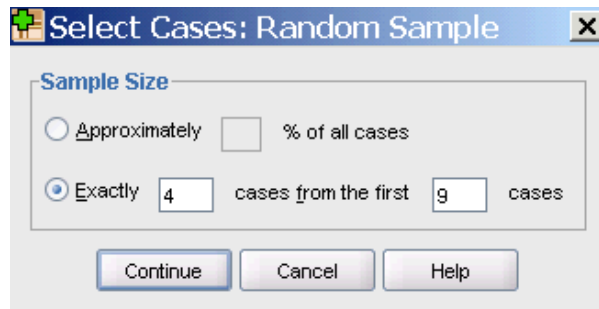 Select Cases: Random Sample
Sample Size
Approximately % of all cases
Exactly 4 cases from the first 9 cases
Continue Cancel Help